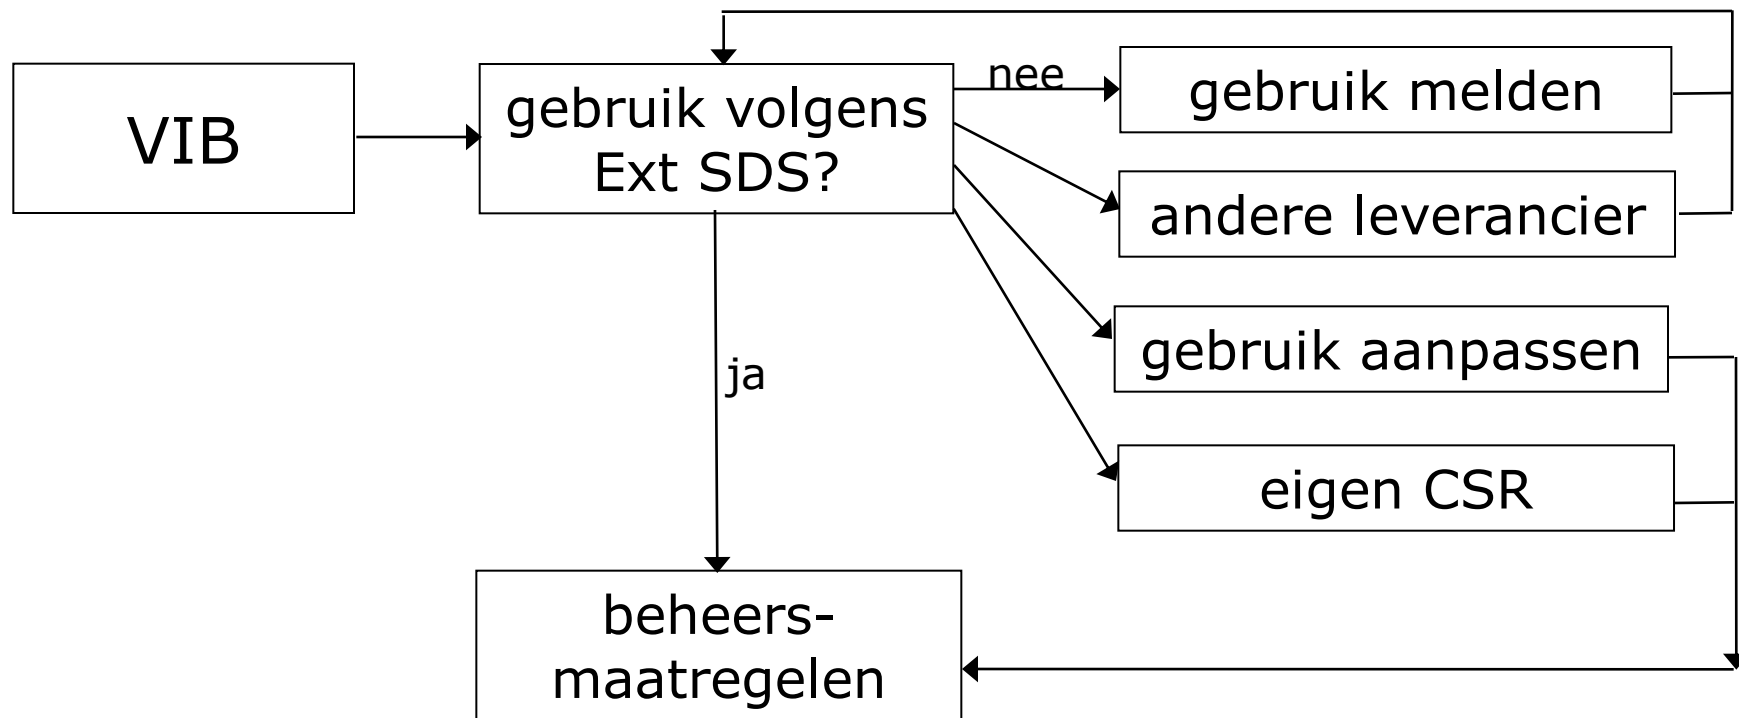 VIB
gebruik volgens
Ext SDS?
nee
gebruik melden
andere leverancier
gebruik aanpassen
ja
eigen CSR
beheers-
maatregelen